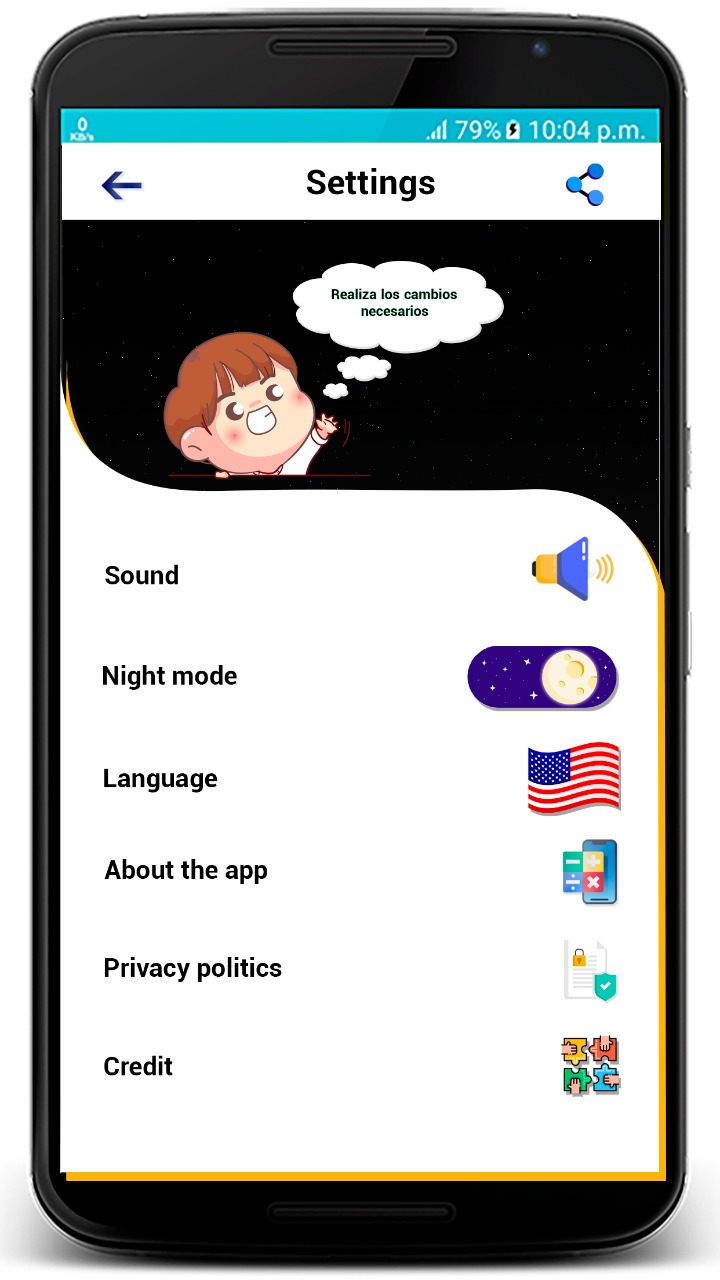 0
KB/s
79% 10:04 p.m.
Settings
Realiza los cambios
necesarios
Sound
Night mode
Language
About the app
Privacy politics
Credit